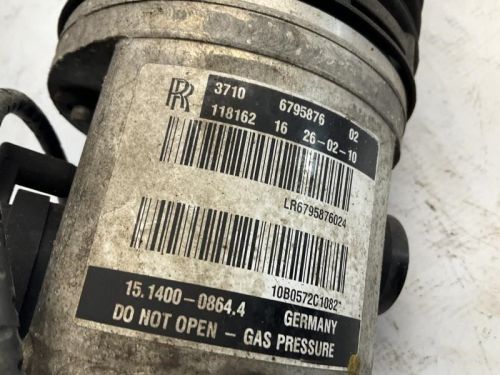 RR 3710 6795876 02
118162 16 26-02-10
LR6795876024
10B0572C1082
15.1400-0864.4 GERMANY
DO NOT OPEN - GAS PRESSURE